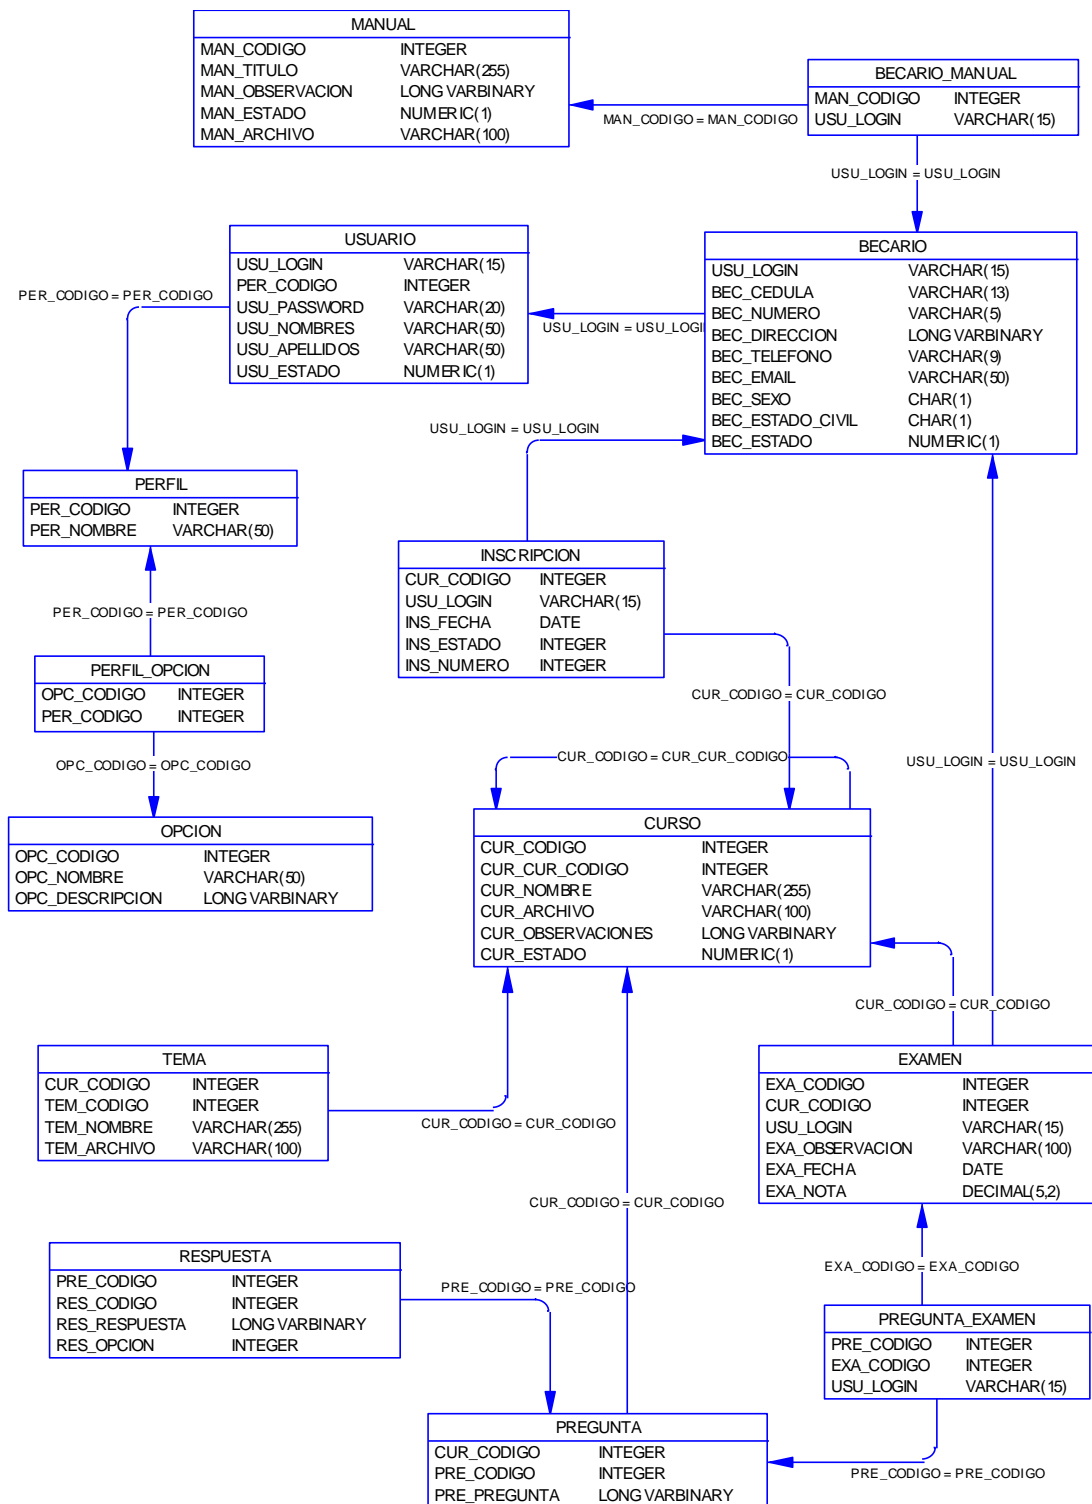 MANUAL
MAN_CODIGO INTEGER
MAN_TITULO VARCHAR(255)
MAN_OBSERVACION LONG VARBINARY
MAN_ESTADO NUMERIC(1)
MAN_ARCHIVO VARCHAR(100)
BECARIO_MANUAL
MAN_CODIGO INTEGER
USU_LOGIN VARCHAR(15)
MAN_CODIGO = MAN_CODIGO
USU_LOGIN = USU_LOGIN
USUARIO
USU_LOGIN VARCHAR(15)
PER_CODIGO INTEGER
USU_PASSWORD VARCHAR(20)
USU_NOMBRES VARCHAR(50)
USU_APELLIDOS VARCHAR(50)
USU_ESTADO NUMERIC(1)
BECARIO
USU_LOGIN VARCHAR(15)
BEC_CEDULA VARCHAR(13)
BEC_NUMERO VARCHAR(5)
BEC_DIRECCION LONG VARBINARY
BEC_TELEFONO VARCHAR(9)
BEC_EMAIL VARCHAR(50)
BEC_SEXO CHAR(1)
BEC_ESTADO_CIVIL CHAR(1)
BEC_ESTADO NUMERIC(1)
PER_CODIGO = PER_CODIGO
USU_LOGIN = USU_LOGIN
USU_LOGIN = USU_LOGIN
PERFIL
PER_CODIGO INTEGER
PER_NOMBRE VARCHAR(50)
INSCRIPCION
CUR_CODIGO INTEGER
USU_LOGIN VARCHAR(15)
INS_FECHA DATE
INS_ESTADO INTEGER
INS_NUMERO INTEGER
PER_CODIGO = PER_CODIGO
PERFIL_OPCION
OPC_CODIGO INTEGER
PER_CODIGO INTEGER
CUR_CODIGO = CUR_CODIGO
OPC_CODIGO = OPC_CODIGO
CUR_CODIGO = CUR_CUR_CODIGO
USU_LOGIN = USU_LOGIN
OPCION
OPC_CODIGO INTEGER
OPC_NOMBRE VARCHAR(50)
OPC_DESCRIPCION LONG VARBINARY
CURSO
CUR_CODIGO INTEGER
CUR_CUR_CODIGO INTEGER
CUR_NOMBRE VARCHAR(255)
CUR_ARCHIVO VARCHAR(100)
CUR_OBSERVACIONES LONG VARBINARY
CUR_ESTADO NUMERIC(1)
CUR_CODIGO = CUR_CODIGO
TEMA
CUR_CODIGO INTEGER
TEM_CODIGO INTEGER
TEM_NOMBRE VARCHAR(255)
TEM_ARCHIVO VARCHAR(100)
CUR_CODIGO = CUR_CODIGO
EXAMEN
EXA_CODIGO INTEGER
CUR_CODIGO INTEGER
USU_LOGIN VARCHAR(15)
EXA_OBSERVACION VARCHAR(100)
EXA_FECHA DATE
EXA_NOTA DECIMAL(5,2)
CUR_CODIGO = CUR_CODIGO
RESPUESTA
PRE_CODIGO INTEGER
RES_CODIGO INTEGER
RES_RESPUESTA LONG VARBINARY
RES_OPCION INTEGER
PRE_CODIGO = PRE_CODIGO
EXA_CODIGO = EXA_CODIGO
PREGUNTA_EXAMEN
PRE_CODIGO INTEGER
EXA_CODIGO INTEGER
USU_LOGIN VARCHAR(15)
PREGUNTA
CUR_CODIGO INTEGER
PRE_CODIGO INTEGER
PRE_PREGUNTA LONG VARBINARY
PRE_CODIGO = PRE_CODIGO